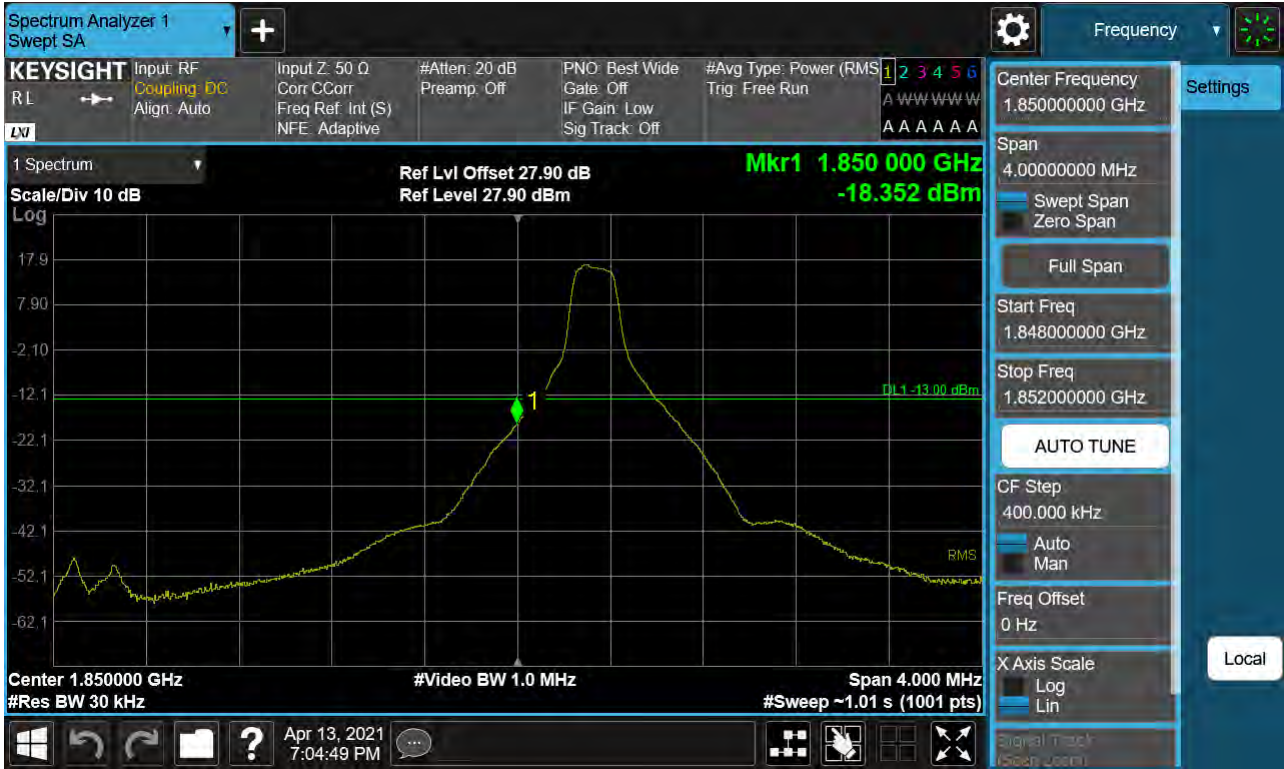 Spectrum Analyzer 1
Swept SA
Frequency
KEYSIGHT
R L
LXI
Input: RF
Coupling: DC
Align: Auto
Input Z: 50 Ω
Corr CCorr
Freq Ref: Int (S)
NFE: Adaptive
#Atten: 20 dB
Preamp: Off
PNO: Best Wide
Gate: Off
IF Gain: Low
Sig Track: Off
#Avg Type: Power (RMS
Trig: Free Run
1 2 3 4 5 6
A W W W W W
A A A A A A
1 Spectrum
Scale/Div 10 dB
Log
Ref Lvl Offset 27.90 dB
Ref Level 27.90 dBm
Mkr1 1.850 000 GHz
-18.352 dBm
17.9
7.90
-2.10
-12.1
-22.1
-32.1
-42.1
-52.1
-62.1
1
DL1 -13.00 dBm
RMS
Center 1.850000 GHz
#Res BW 30 kHz
#Video BW 1.0 MHz
Span 4.000 MHz
#Sweep ~1.01 s (1001 pts)
Center Frequency
1.850000000 GHz
Settings
Span
4.00000000 MHz
Swept Span
Zero Span
Full Span
Start Freq
1.848000000 GHz
Stop Freq
1.852000000 GHz
AUTO TUNE
CF Step
400.000 kHz
Auto
Man
Freq Offset
0 Hz
X Axis Scale
Log
Lin
Signal Track
(Span Zoom)
Local
?
Apr 13, 2021
7:04:49 PM